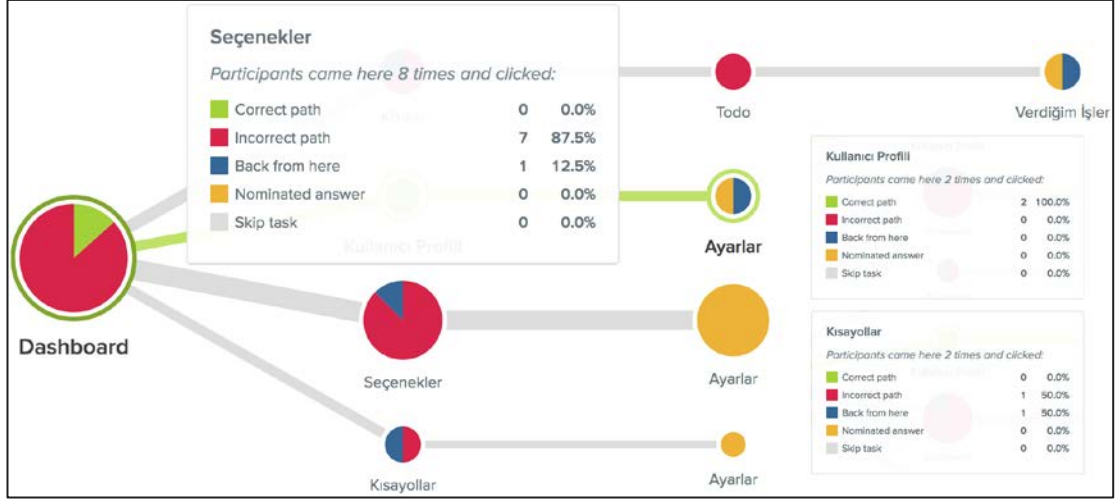 Seçenekler
Participants came here 8 times and clicked:
Correct path 0 0.0%
Incorrect path 7 87.5%
Back from here 1 12.5%
Nominated answer 0 0.0%
Skip task 0 0.0%
Kullanıcı Profili
Todo
Verdiğim İşler
Kullanıcı Profili
Participants came here 2 times and clicked:
Correct path 2 100.0%
Incorrect path 0 0.0%
Back from here 0 0.0%
Nominated answer 0 0.0%
Skip task 0 0.0%
Ayarlar
Dashboard
Seçenekler
Ayarlar
Kısayollar
Participants came here 2 times and clicked:
Correct path 0 0.0%
Incorrect path 1 50.0%
Back from here 1 50.0%
Nominated answer 0 0.0%
Skip task 0 0.0%
Kısayollar
Ayarlar